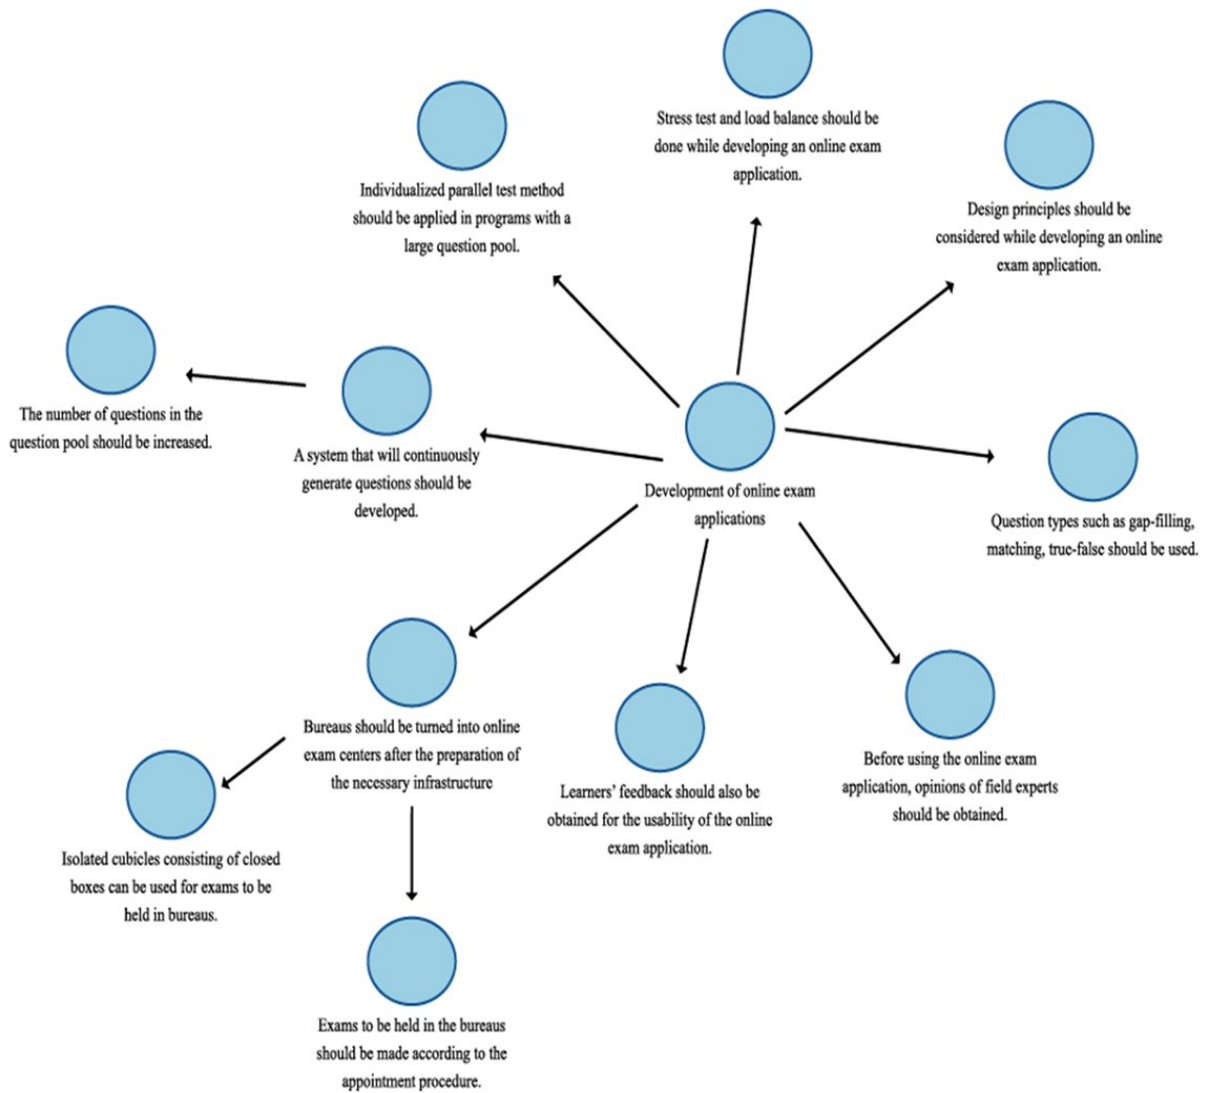 Stress test and load balance should be
done while developing an online exam
application.
Individualized parallel test method
should be applied in programs with a
large question pool.
Design principles should be
considered while developing an online
exam application.
The number of questions in the
question pool should be increased.
A system that will continuously
generate questions should be
developed.
Development of online exam
applications
Question types such as gap-filling,
matching, true-false should be used.
Bureaus should be turned into online
exam centers after the preparation of
the necessary infrastructure
Learners' feedback should also be
obtained for the usability of the online
exam application.
Before using the online exam
application, opinions of field experts
should be obtained.
Isolated cubicles consisting of closed
boxes can be used for exams to be
held in bureaus.
Exams to be held in the bureaus
should be made according to the
appointment procedure.